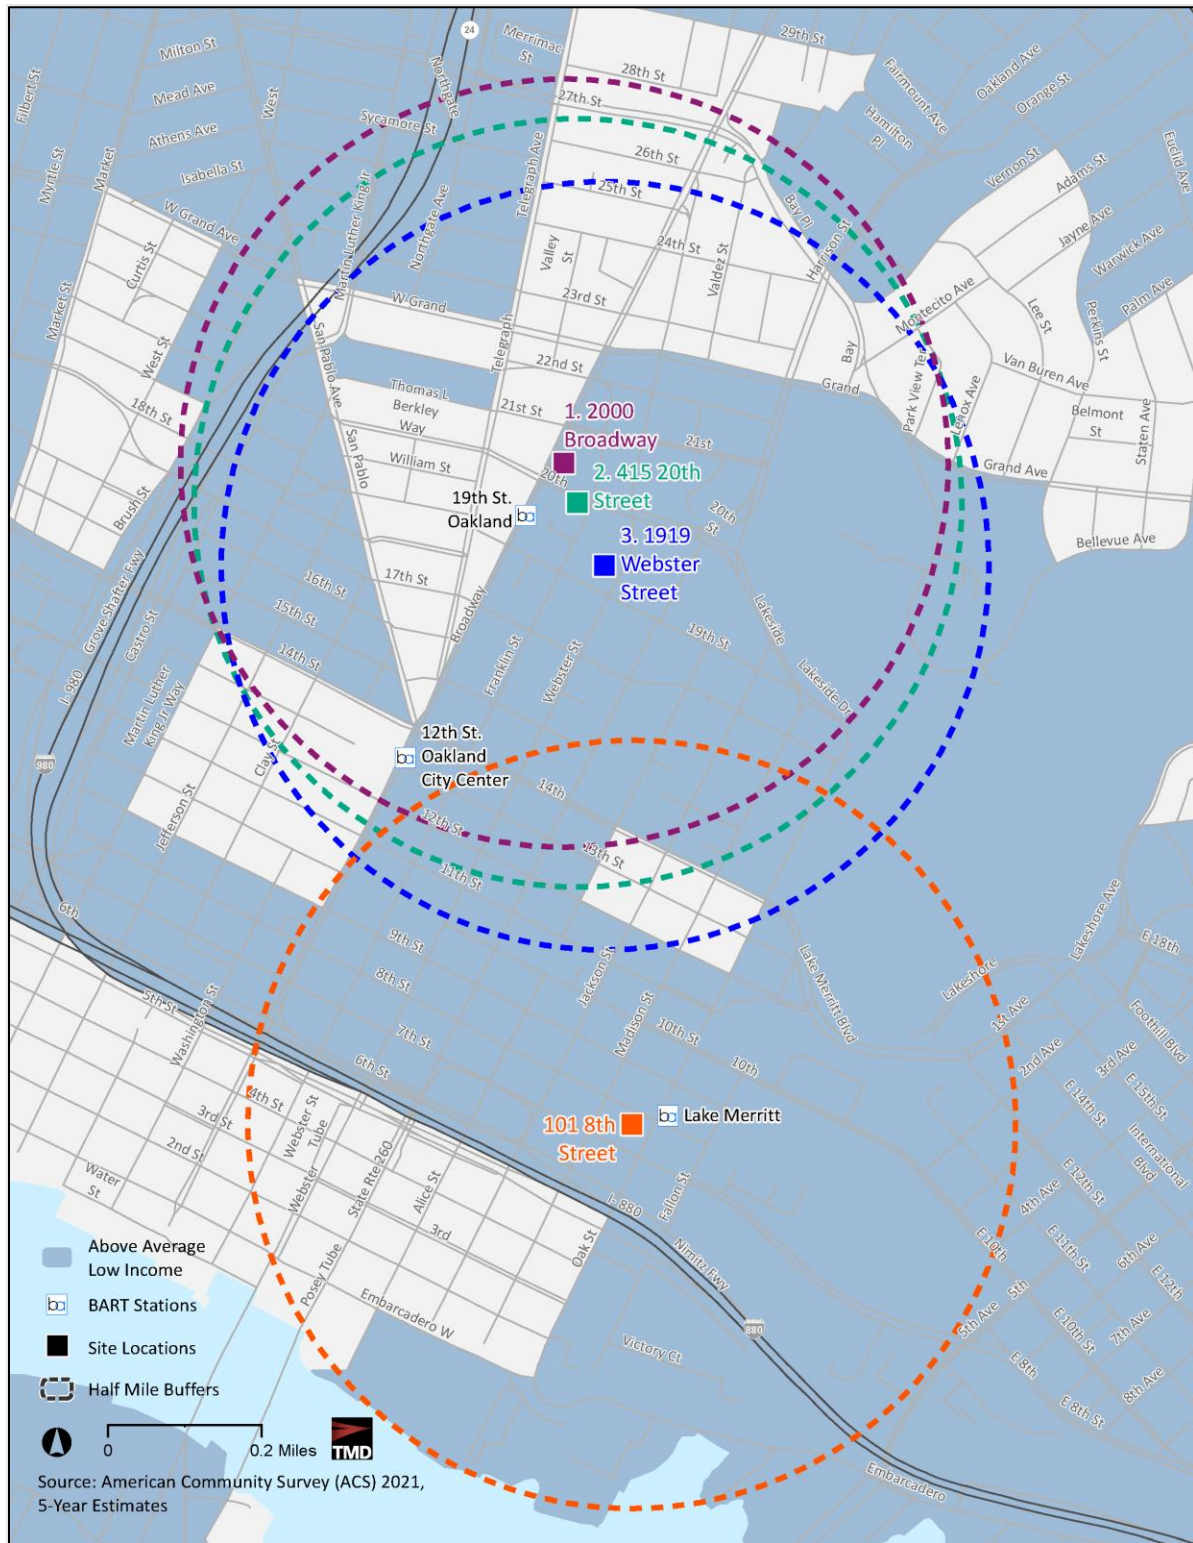 24
29th St
Merrimac
St
Milton St
28th St
Oakland Ave
Fairmount Ave
Filbert St
Northgate
Mead Ave
West
27th St
Orange St
Hamilton
Pl
Athens Ave
Sycamore St
Myrtle St
Market
Isabella St
26th St
Euclid Ave
Vernon St
Adams St
Telegraph Ave
25th St
Martin Luther King Jr
Northgate Ave
W Grand Ave
Bay Pl
Jayne Ave
Harrison St
24th St
Valley
St
Valdez St
Warwick Ave
Curtis St
23rd St
W Grand
Palm Ave
Montecito Ave
Lee St
Perkins St
Market St
San Pablo Ave
Telegraph
West St
22nd St
Bay
Park View Ter
Van Buren Ave
Grand
Thomas L
Berkley
Way
21st St
18th St
1. 2000
Broadway
21st
Lenox Ave
Belmont
St
Staten Ave
San Pablo
William St
20th
2. 415 20th
Street
Grand Ave
Brush St
19th St.
Oakland
20th
St
3. 1919
Webster
Street
Bellevue Ave
Grove Shafter Fwy
17th St
16th St
Broadway
15th St
Lakeside
19th St
Castro St
Franklin St
Webster St
14th St
I- 980
Martin Luther
King Jr Way
Lakeside Dr
980
Clay St
12th St.
Oakland
City Center
14th
Jefferson St
12th St
13th St
11th St
6th
9th St
Lakeshore Ave
E 18th
8th St
Jackson St
Lake Merritt Blvd
Lakeshore
5th St
Washington St
7th St
Madison St
10th St
1st Ave
Foothill Blvd
2nd Ave
3rd Ave
6th St
10th
4th St
3rd St
Webster St
Tube
E 15th St
E 14th St
101 8th
Street
Lake Merritt
2nd St
International
Blvd
Water
St
Webster
Tube
State Rte 260
Alice St
I- 880
Fallon St
E 12th St
4th Ave
3rd
Oak St
Nimitz Fwy
E 10th
E 11th St
6th Ave
E 12th
Above Average
Low Income
Posey Tube
5th
BART Stations
Embarcadero W
5th Ave
E 10th St
7th Ave
880
Site Locations
Victory Ct
E 8th
8th Ave
Half Mile Buffers
E 8th St
0 0.2 Miles
TMD
Embarcadero
Source: American Community Survey (ACS) 2021,
5-Year Estimates